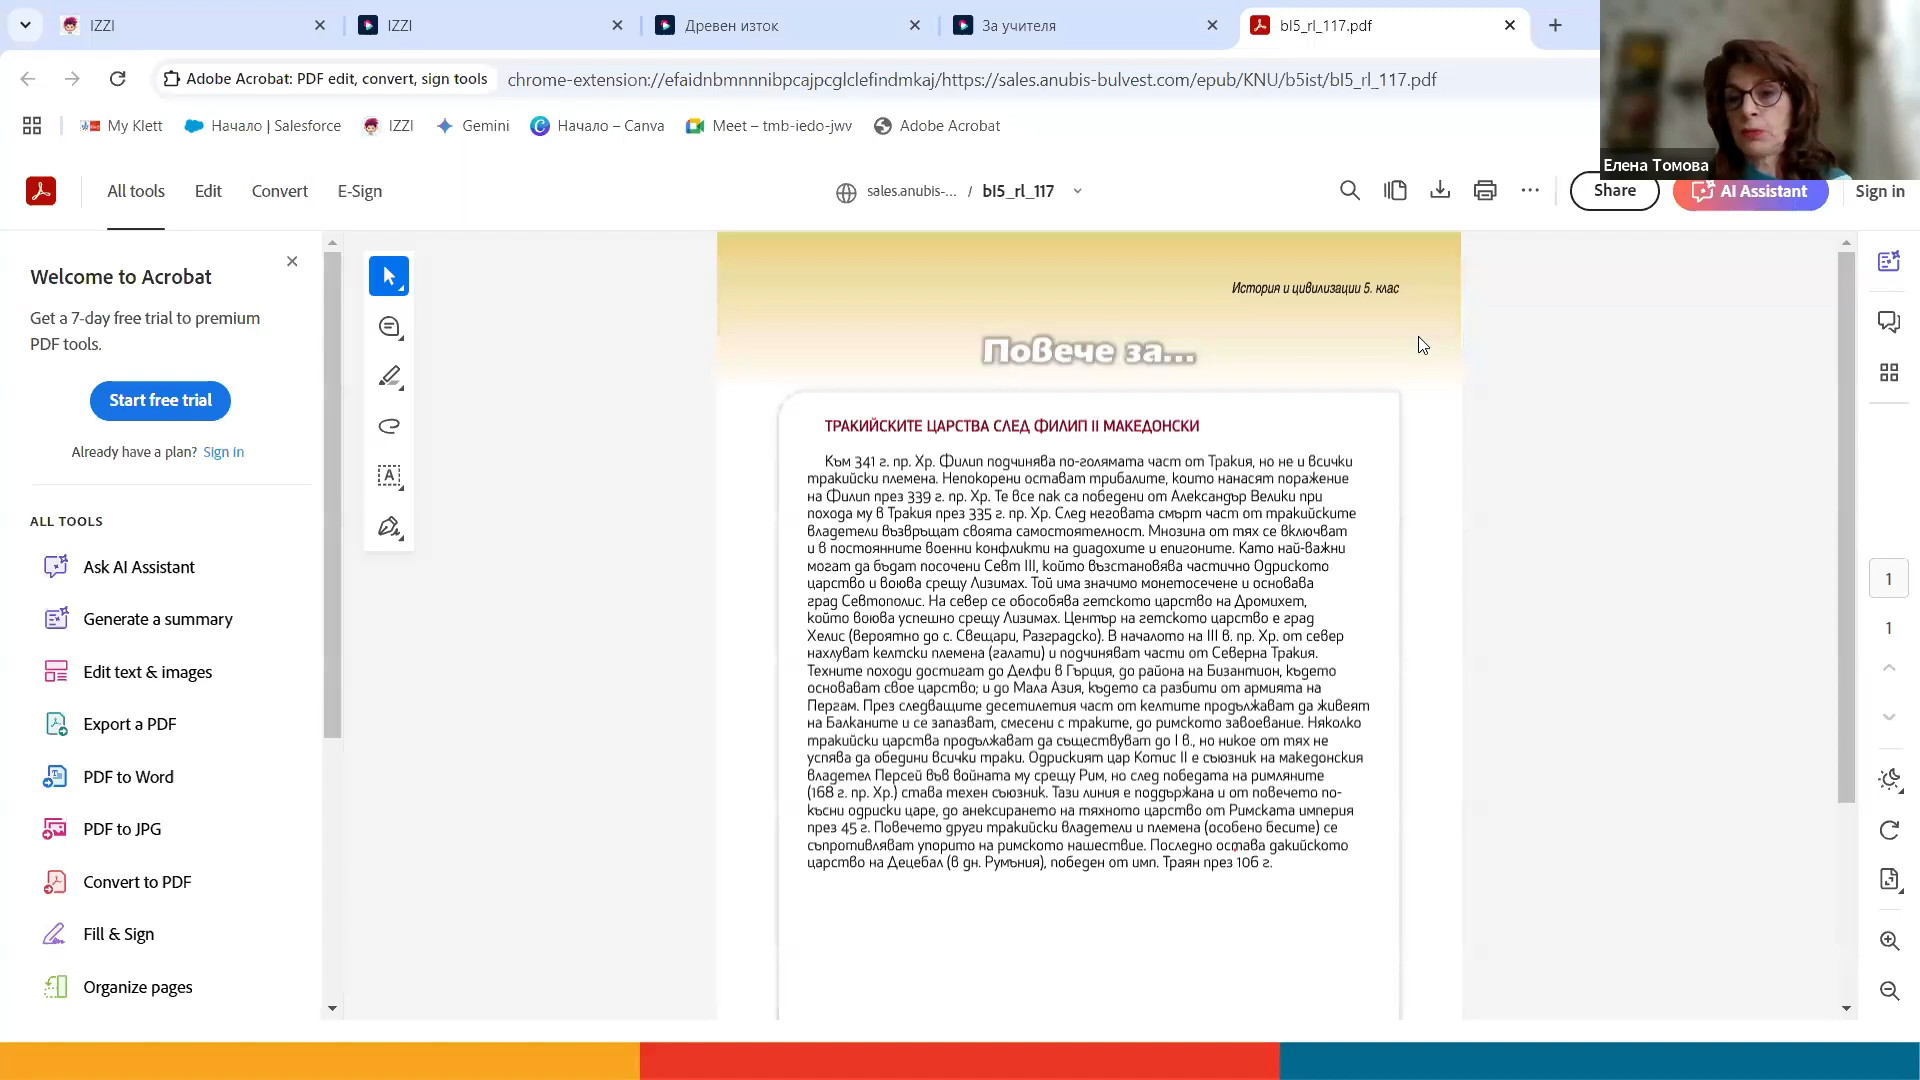 IZZI
IZZI
Древен изток
За учителя
bl5_rl_117.pdf
Adobe Acrobat: PDF edit, convert, sign tools
chrome-extension://efaidnbmnnnibpcajpcglclefindmkaj/https://sales.anubis-bulvest.com/epub/KNU/b5ist/bl5_rl_117.pdf
My Klett
Начало | Salesforce
IZZI
Gemini
Начало – Canva
Meet – tmb-iedo-jwv
Adobe Acrobat
Елена Томова
All tools
Edit
Convert
E-Sign
sales.anubis-... / bl5_rl_117
Share
AI Assistant
Sign in
Welcome to Acrobat
Get a 7-day free trial to premium
PDF tools.
Start free trial
Already have a plan? Sign in
ALL TOOLS
Ask AI Assistant
Generate a summary
Edit text & images
Export a PDF
PDF to Word
PDF to JPG
Convert to PDF
Fill & Sign
Organize pages
История и цивилизации 5. клас
Повече за...
ТРАКИЙСКИТЕ ЦАРСТВА СЛЕД ФИЛИП II МАКЕДОНСКИ
Към 341 г. пр. Хр. Филип подчинява по-голямата част от Тракия, но не и всички
тракийски племена. Непокорени остават трибалите, които нанасят поражение
на Филип през 339 г. пр. Хр. Те все пак са победени от Александър Велики при
похода му в Тракия през 335 г. пр. Хр. След неговата смърт част от тракийските
владетели възвръщат своята самостоятелност. Мнозина от тях се включват
и в постоянните военни конфликти на диадохите и епигоните. Като най-важни
могат да бъдат посочени Севт III, който възстановява частично Одриското
царство и воюва срещу Лизимах. Той има значимо монетосечене и основава
град Севтополис. На север се обособява гетското царство на Дромихет,
който воюва успешно срещу Лизимах. Център на гетското царство е град
Хелис (вероятно до с. Свещари, Разградско). В началото на III в. пр. Хр. от север
нахлуват келтски племена (галати) и подчиняват части от Северна Тракия.
Техните походи достигат до Делфи в Гърция, до района на Бизантион, където
основават свое царство; и до Мала Азия, където са разбити от армията на
Пергам. През следващите десетилетия част от келтите продължават да живеят
на Балканите и се запазват, смесени с траките, до римското завоевание. Няколко
тракийски царства продължават да съществуват до I в., но никое от тях не
успява да обедини всички траки. Одриският цар Котис II е съюзник на македонския
владетел Персей във войната му срещу Рим, но след победата на римляните
(168 г. пр. Хр.) става техен съюзник. Тази линия е поддържана и от повечето по-
късни одриски царе, до анексирането на тяхното царство от Римската империя
през 45 г. Повечето други тракийски владетели и племена (особено бесите) се
съпротивляват упорито на римското нашествие. Последно остава дакийското
царство на Децебал (в дн. Румъния), победен от имп. Траян през 106 г.
1
1